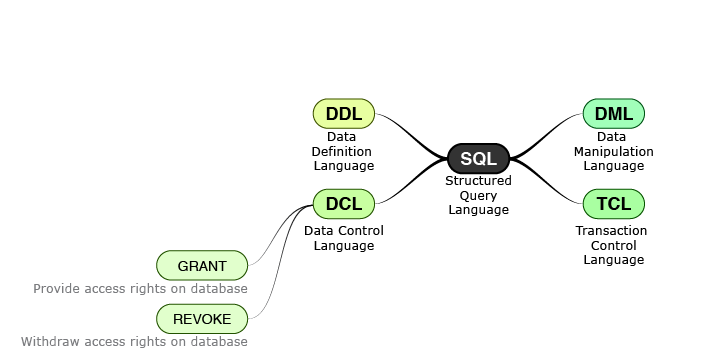 DDL
Data
Definition
Language
DML
Data
Manipulation
Language
SQL
Structured
Query
Language
DCL
Data Control
Language
TCL
Transaction
Control
Language
GRANT
Provide access rights on database
REVOKE
Withdraw access rights on database